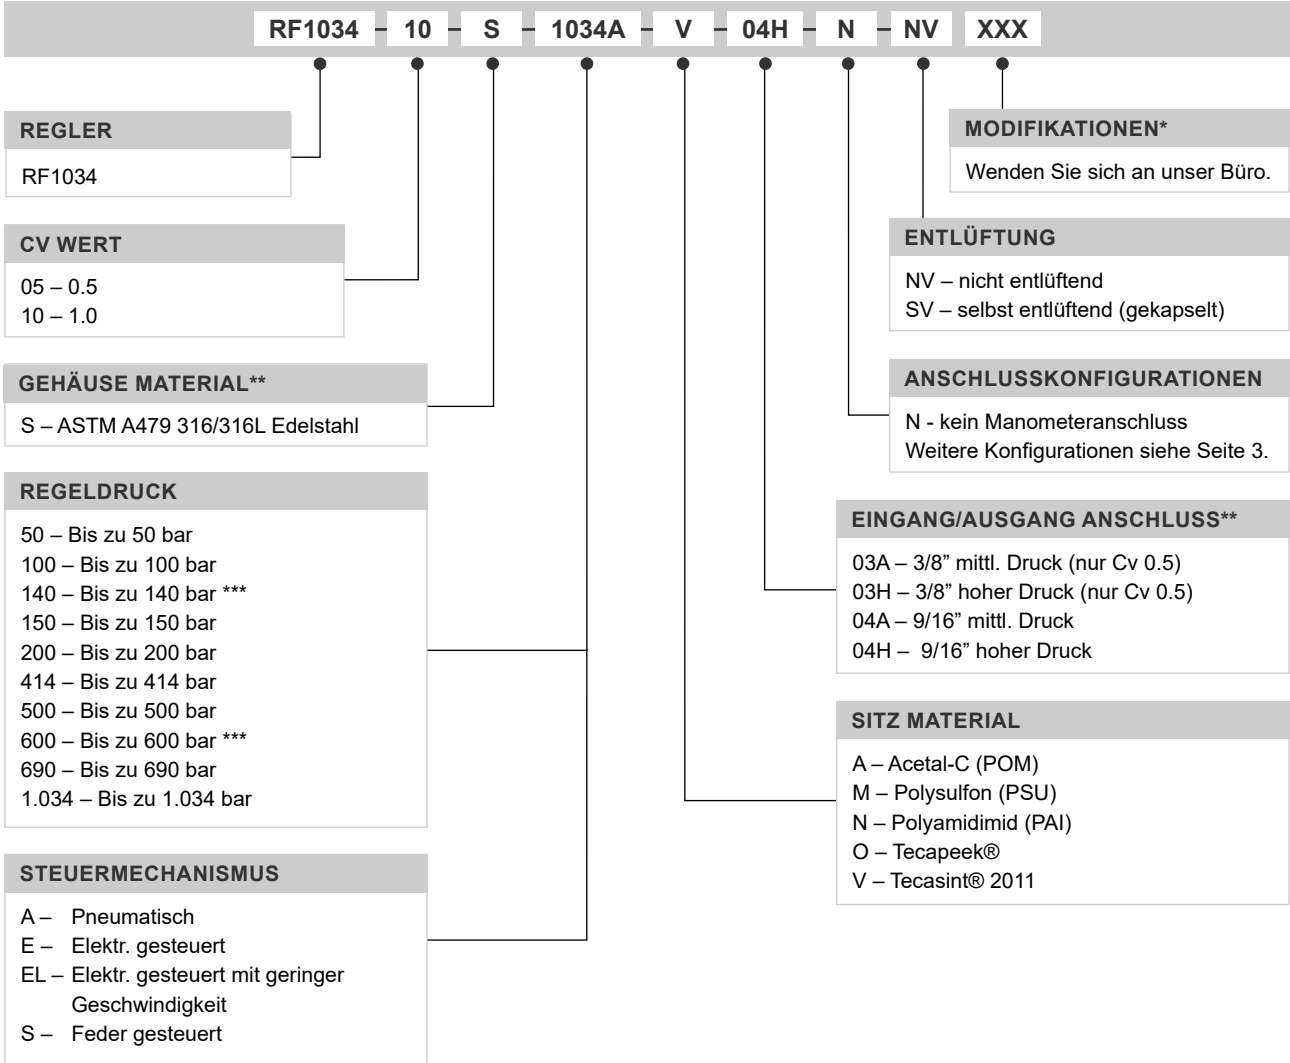 RF1034 – 10 – S – 1034A – V – 04H – N – NV XXX
REGLER
RF1034
CV WERT
05 – 0.5
10 – 1.0
GEHÄUSE MATERIAL**
S – ASTM A479 316/316L Edelstahl
REGELDRUCK
50 – Bis zu 50 bar
100 – Bis zu 100 bar
140 – Bis zu 140 bar ***
150 – Bis zu 150 bar
200 – Bis zu 200 bar
414 – Bis zu 414 bar
500 – Bis zu 500 bar
600 – Bis zu 600 bar ***
690 – Bis zu 690 bar
1.034 – Bis zu 1.034 bar
STEUERMECHANISMUS
A – Pneumatisch
E – Elektr. gesteuert
EL – Elektr. gesteuert mit geringer
Geschwindigkeit
S – Feder gesteuert
MODIFIKATIONEN*
Wenden Sie sich an unser Büro.
ENTLÜFTUNG
NV – nicht entlüftend
SV – selbst entlüftend (gekapselt)
ANSCHLUSSKONFIGURATIONEN
N - kein Manometeranschluss
Weitere Konfigurationen siehe Seite 3.
EINGANG/AUSGANG ANSCHLUSS**
03A – 3/8” mittl. Druck (nur Cv 0.5)
03H – 3/8” hoher Druck (nur Cv 0.5)
04A – 9/16” mittl. Druck
04H – 9/16” hoher Druck
SITZ MATERIAL
A – Acetal-C (POM)
M – Polysulfon (PSU)
N – Polyamidimid (PAI)
O – Tecapeek®
V – Tecasint® 2011